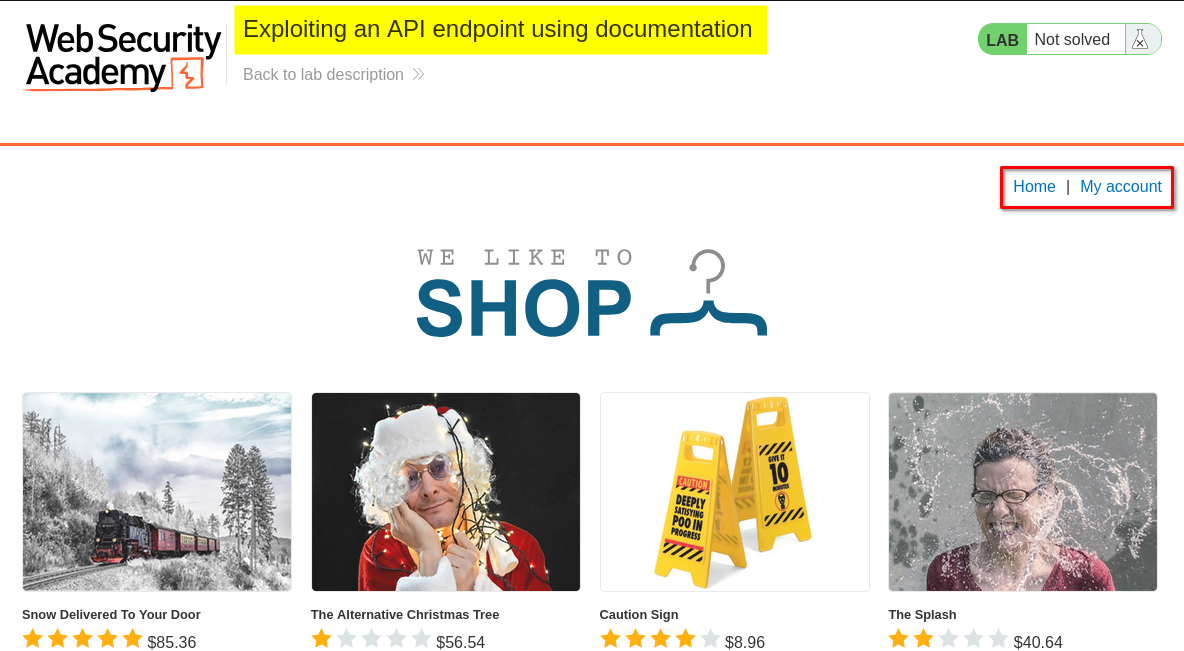 Web Security
Academy
Exploiting an API endpoint using documentation
Back to lab description
LAB Not solved
Home | My account
WE LIKE TO
SHOP
CAUTION
DEEPLY
SATISFYING
POO IN
PROGRESS
GIVE IT
10
MINUTES
Snow Delivered To Your Door
$85.36
The Alternative Christmas Tree
$56.54
Caution Sign
$8.96
The Splash
$40.64